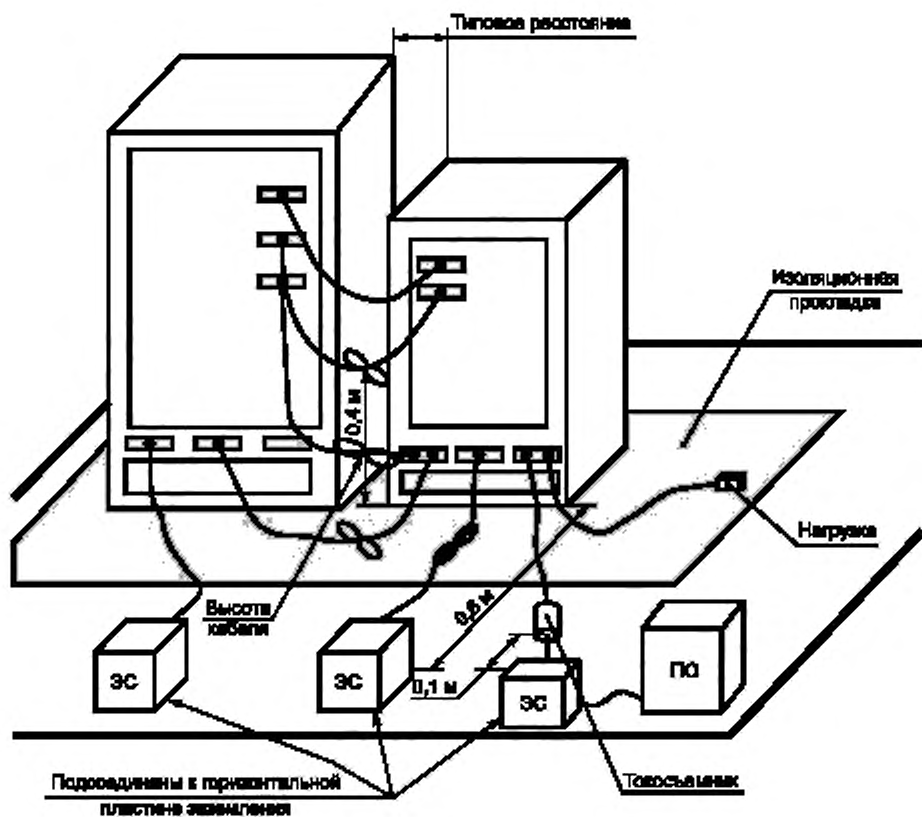 Типовое расстояние
Изоляционная
прокладка
0,4 м
Нагрузка
Высота
кабеля
0,8 м
0,1 м
ЭС
ЭС
ЭС
ПО
Подсоединены к горизонтальной
пластине заземления
Токосъемник